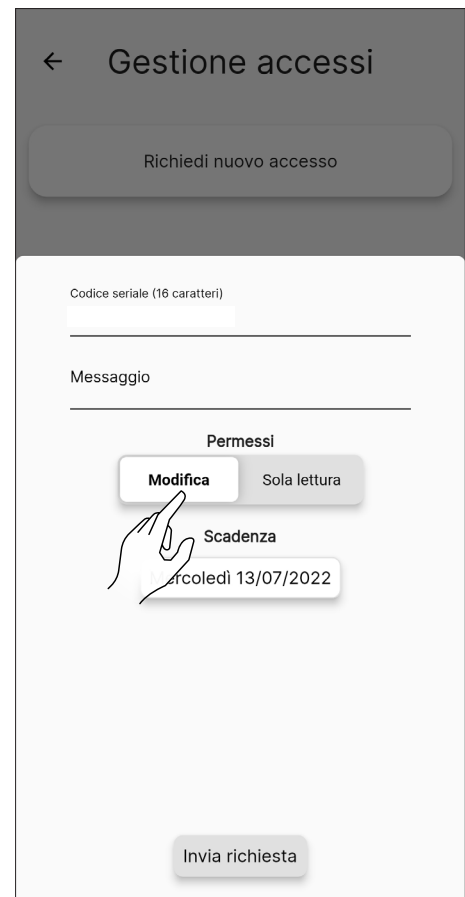 Gestione accessi
Richiedi nuovo accesso
Codice seriale (16 caratteri)
Messaggio
Permessi
Modifica Sola lettura
Scadenza
Mercoledì 13/07/2022
Invia richiesta